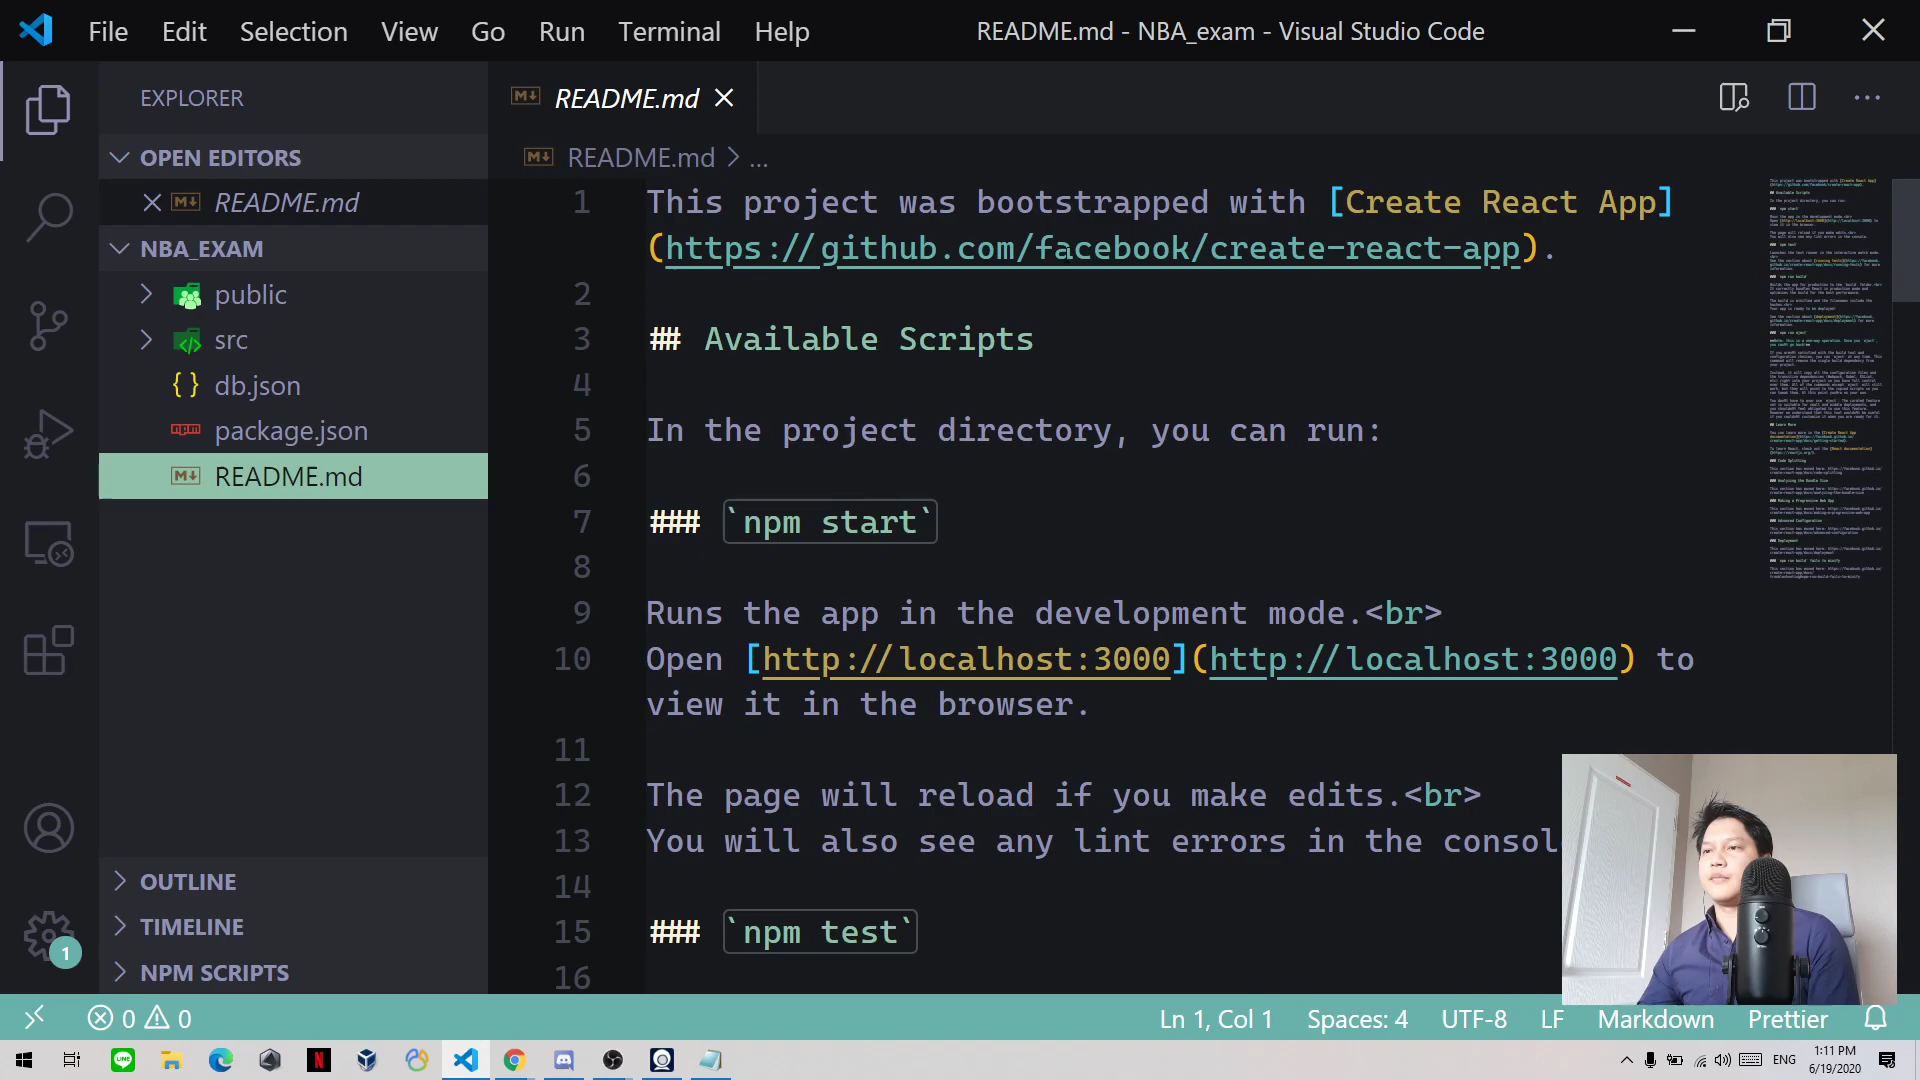 File Edit Selection View Go Run Terminal Help README.md - NBA_exam - Visual Studio Code
EXPLORER
OPEN EDITORS
README.md
NBA_EXAM
public
src
db.json
package.json
README.md
OUTLINE
TIMELINE
NPM SCRIPTS
README.md
README.md > ...
1 This project was bootstrapped with [Create React App]
(https://github.com/facebook/create-react-app).
2
3 ## Available Scripts
4
5 In the project directory, you can run:
6
7 ### `npm start`
8
9 Runs the app in the development mode.<br>
10 Open [http://localhost:3000](http://localhost:3000) to
view it in the browser.
11
12 The page will reload if you make edits.<br>
13 You will also see any lint errors in the consol
14
15 ### `npm test`
16
1
0 0 Ln 1, Col 1 Spaces: 4 UTF-8 LF Markdown Prettier
ENG 1:11 PM
6/19/2020